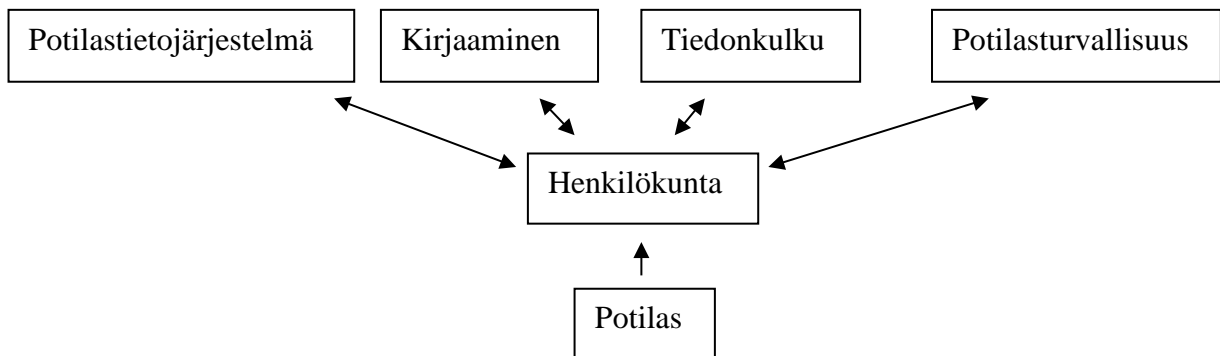 Potilastietojärjestelmä
Kirjaaminen
Tiedonkulku
Potilasturvallisuus
Henkilökunta
Potilas